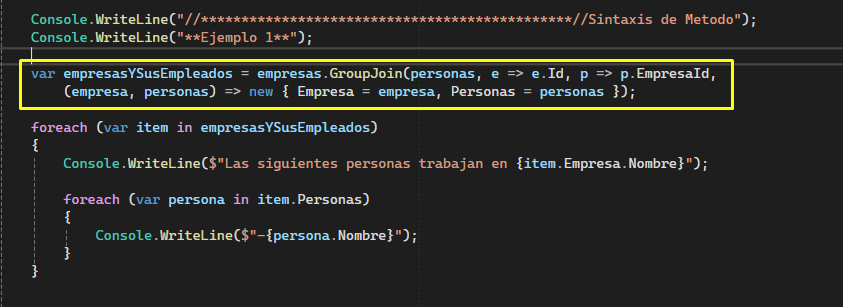 Console.WriteLine("//**********************************************//Sintaxis de Metodo");
Console.WriteLine("**Ejemplo 1**");
var empresasYSusEmpleados = empresas.GroupJoin(personas, e => e.Id, p => p.EmpresaId,
(empresa, personas) => new { Empresa = empresa, Personas = personas });
foreach (var item in empresasYSusEmpleados)
{
Console.WriteLine($"Las siguientes personas trabajan en {item.Empresa.Nombre}");
foreach (var persona in item.Personas)
{
Console.WriteLine($"-{persona.Nombre}");
}
}